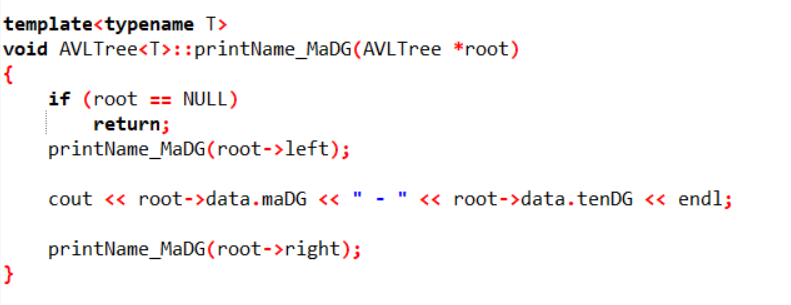 template<typename T>
void AVLTree<T>::printName_MaDG(AVLTree *root)
{
if (root == NULL)
return;
printName_MaDG(root->left);
cout << root->data.maDG << " - " << root->data.tenDG << endl;
printName_MaDG(root->right);
}